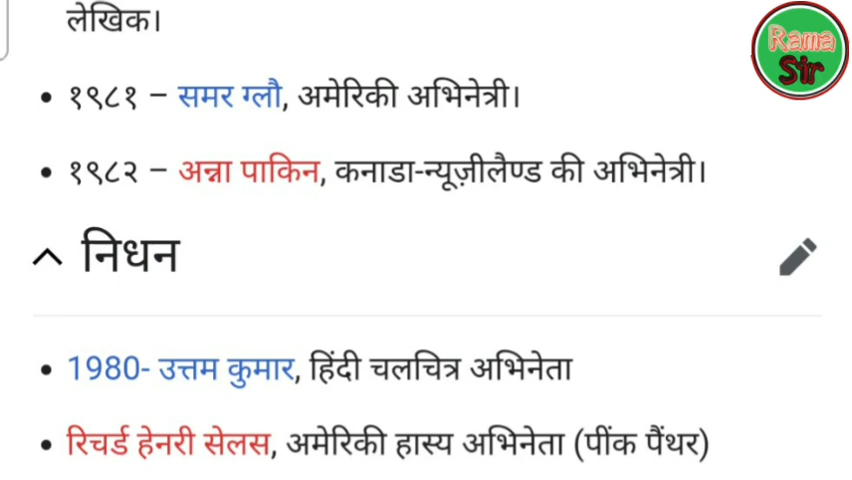 लेखिक।
Rama
Sir
• १९८१ – समर ग्लौ, अमेरिकी अभिनेत्री।
• १९८२ – अन्ना पाकिन, कनाडा-न्यूज़ीलैण्ड की अभिनेत्री।
निधन
• 1980- उत्तम कुमार, हिंदी चलचित्र अभिनेता
• रिचर्ड हेनरी सेलस, अमेरिकी हास्य अभिनेता (पींक पैंथर)